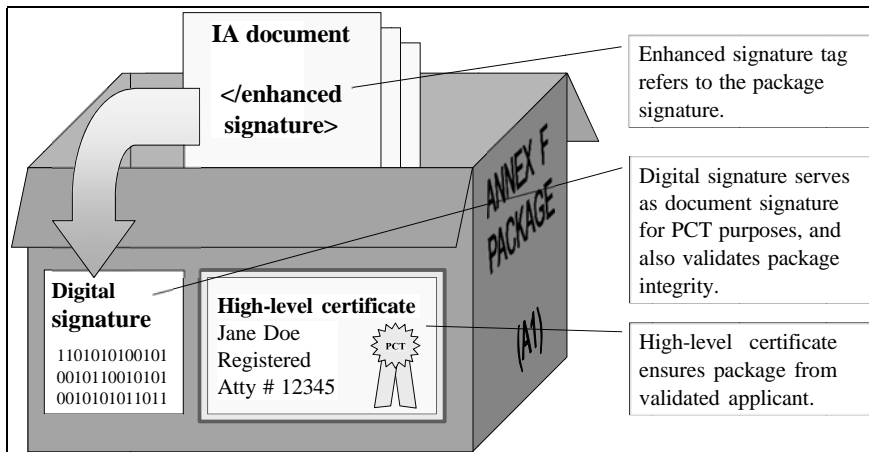 IA document
</enhanced
signature>
Enhanced signature tag
refers to the package
signature.
ANNEX F
PACKAGE
(A1)
Digital signature serves
as document signature
for PCT purposes, and
also validates package
integrity.
Digital
signature
1101010100101
0010110010101
0010101011011
High-level certificate
Jane Doe
Registered
Atty # 12345
PCT
High-level certificate
ensures package from
validated applicant.